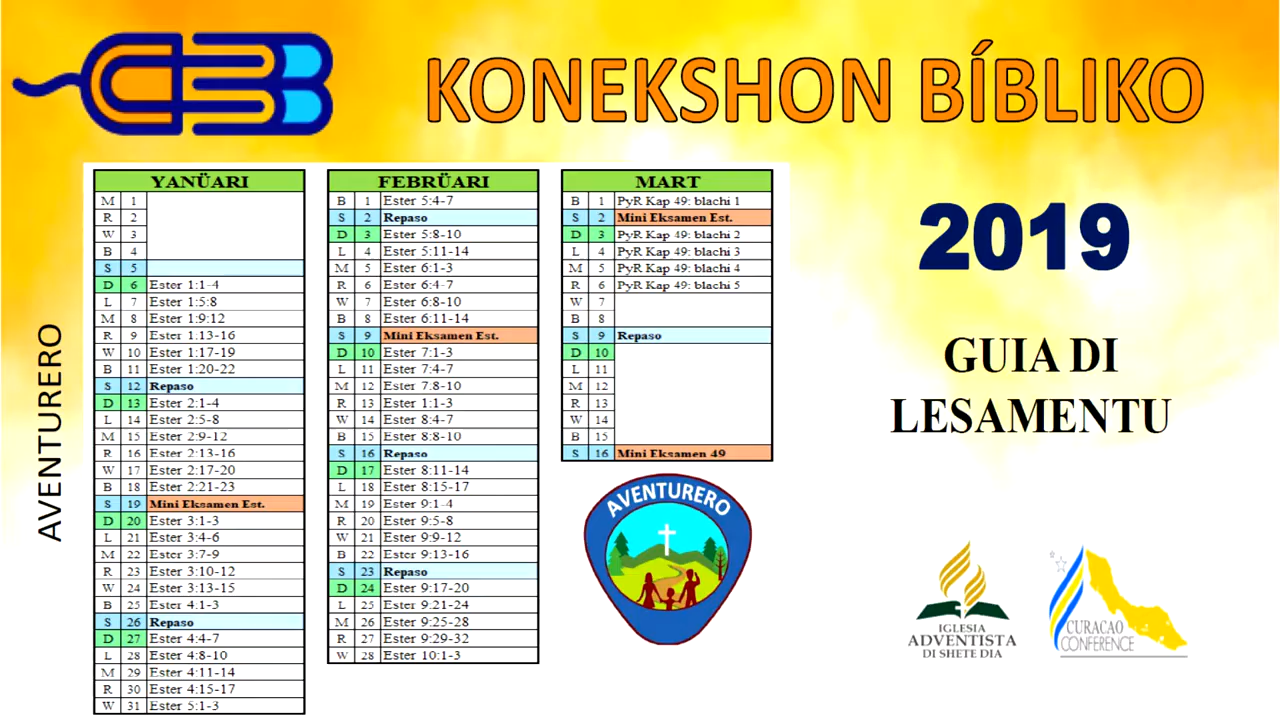 KONEKSHON BÍBLIKO
AVENTURERO
YANÜARI
M 1
R 2
W 3
B 4
S 5
D 6 Ester 1:1-4
L 7 Ester 1:5:8
M 8 Ester 1:9:12
R 9 Ester 1:13-16
W 10 Ester 1:17-19
B 11 Ester 1:20-22
S 12 Repaso
D 13 Ester 2:1-4
L 14 Ester 2:5-8
M 15 Ester 2:9-12
R 16 Ester 2:13-16
W 17 Ester 2:17-20
B 18 Ester 2:21-23
S 19 Mini Eksamen Est.
D 20 Ester 3:1-3
L 21 Ester 3:4-6
M 22 Ester 3:7-9
R 23 Ester 3:10-12
W 24 Ester 3:13-15
B 25 Ester 4:1-3
S 26 Repaso
D 27 Ester 4:4-7
L 28 Ester 4:8-10
M 29 Ester 4:11-14
R 30 Ester 4:15-17
W 31 Ester 5:1-3
FEBRÜARI
B 1 Ester 5:4-7
S 2 Repaso
D 3 Ester 5:8-10
L 4 Ester 5:11-14
M 5 Ester 6:1-3
R 6 Ester 6:4-7
W 7 Ester 6:8-10
B 8 Ester 6:11-14
S 9 Mini Eksamen Est.
D 10 Ester 7:1-3
L 11 Ester 7:4-7
M 12 Ester 7:8-10
R 13 Ester 1:1-3
W 14 Ester 8:4-7
B 15 Ester 8:8-10
S 16 Repaso
D 17 Ester 8:11-14
L 18 Ester 8:15-17
M 19 Ester 9:1-4
R 20 Ester 9:5-8
W 21 Ester 9:9-12
B 22 Ester 9:13-16
S 23 Repaso
D 24 Ester 9:17-20
L 25 Ester 9:21-24
M 26 Ester 9:25-28
R 27 Ester 9:29-32
W 28 Ester 10:1-3
MART
B 1 PyR Kap 49: blachi 1
S 2 Mini Eksamen Est.
D 3 PyR Kap 49: blachi 2
L 4 PyR Kap 49: blachi 3
M 5 PyR Kap 49: blachi 4
R 6 PyR Kap 49: blachi 5
W 7
B 8
S 9 Repaso
D 10
L 11
M 12
R 13
W 14
B 15
S 16 Mini Eksamen 49
AVENTURERO
2019
GUIA DI
LESAMENTU
IGLESIA
ADVENTISTA
DI SHETE DIA
CURACAO
CONFERENCE